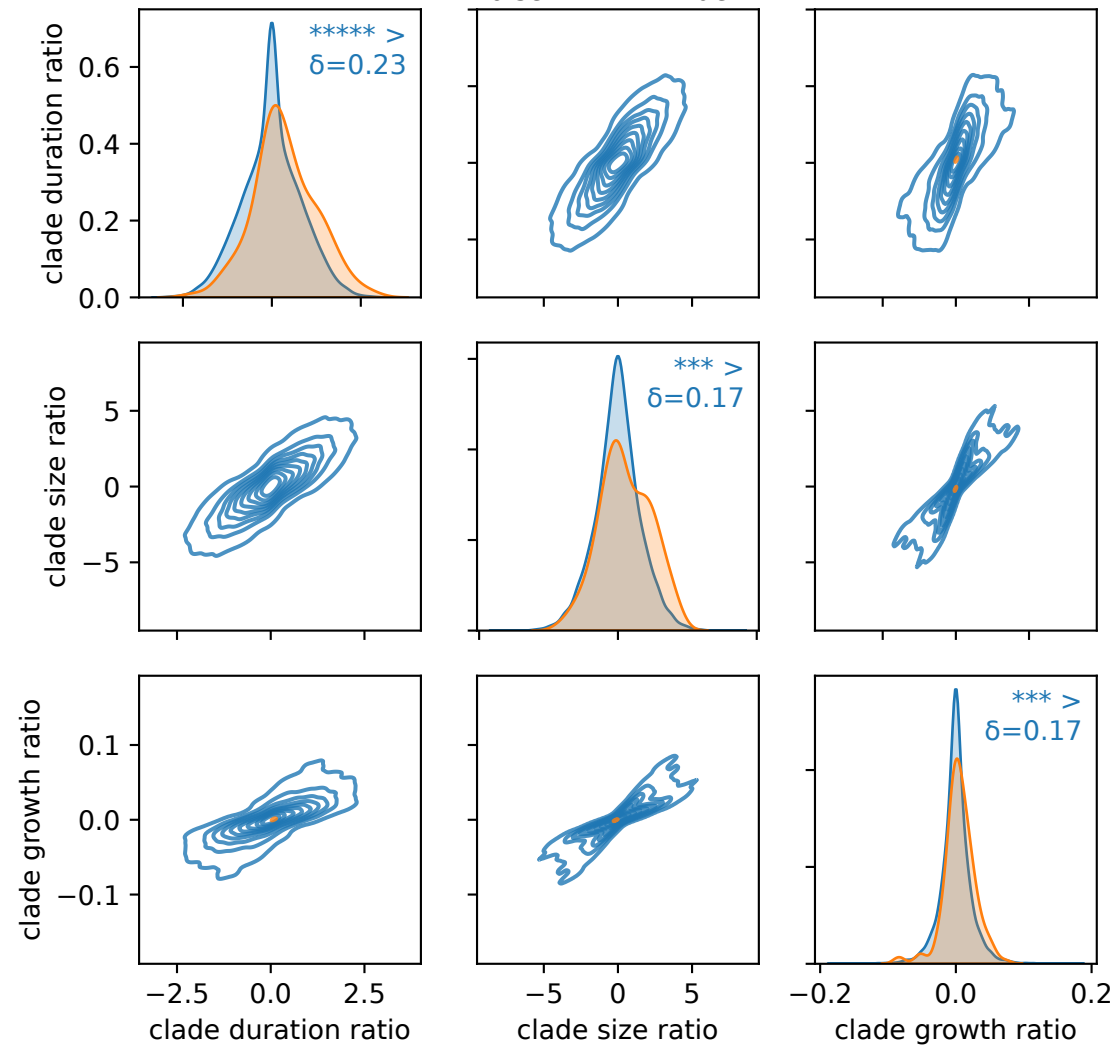 clade duration ratio
0.6
0.4
0.2
0.0
***** >
δ=0.23
clade size ratio
5
0
−5
*** >
δ=0.17
clade growth ratio
0.1
0.0
−0.1
*** >
δ=0.17
−2.5 0.0 2.5
−5 0 5
−0.2 0.0 0.2
clade duration ratio
clade size ratio
clade growth ratio